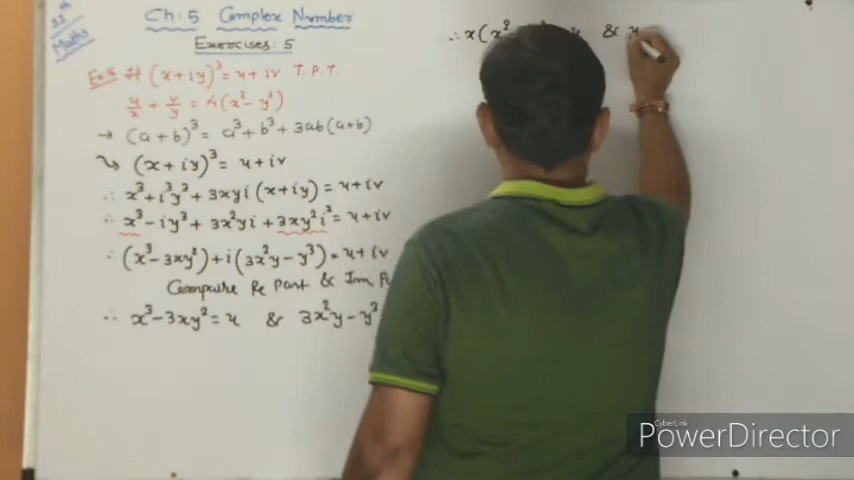 11th
Maths
Ch: 5 Complex Number
Exercises: 5
If (x+iy)³ = u+iv T.P.T.
u/x + v/y = 4(x²-y²)
→ (a+b)³ = a³+b³+3ab(a+b)
↳ (x+iy)³ = u+iv
∴ x³+i³y³+3xyi(x+iy) = u+iv
∴ x³-iy³+3x²yi+3xy²i² = u+iv
∴ (x³-3xy²)+i(3x²y-y³) = u+iv
Compare Re Part & Im
∴ x³-3xy² = u & 3x²y-y³
∴ x(x² & y
CyberLink
PowerDirector